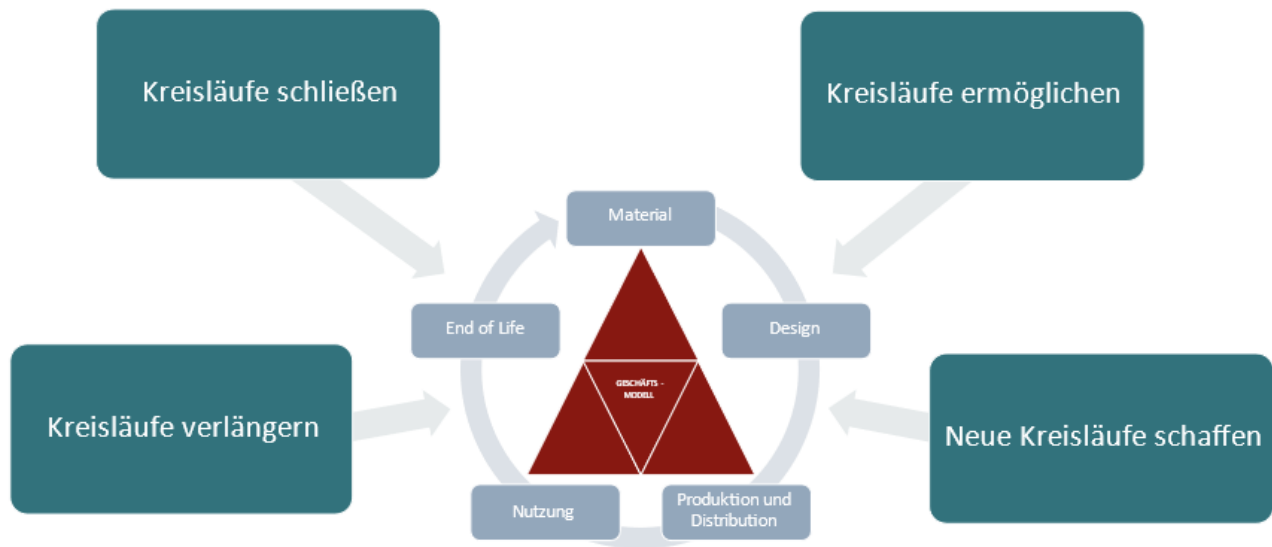 Kreisläufe schließen
Kreisläufe ermöglichen
Material
End of Life
Design
GESCHÄFTS -
MODELL
Kreisläufe verlängern
Neue Kreisläufe schaffen
Nutzung
Produktion und
Distribution